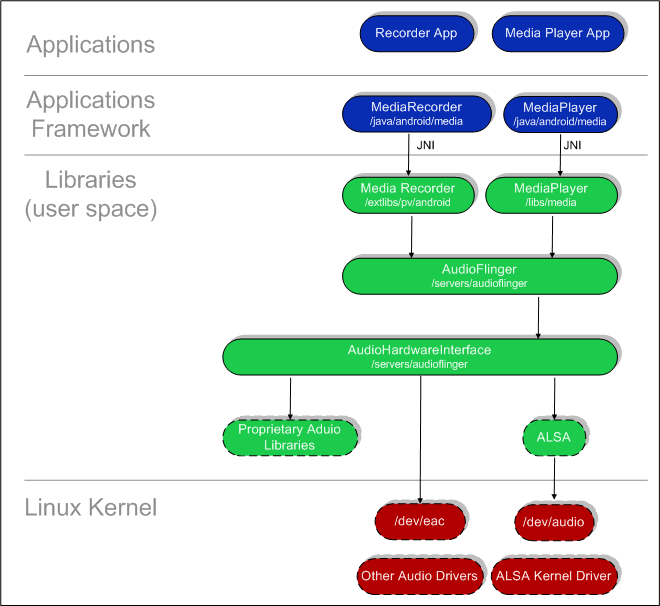 Applications
Recorder App
Media Player App
Applications
Framework
MediaRecorder
/java/android/media
MediaPlayer
/java/android/media
JNI
JNI
Libraries
(user space)
Media Recorder
/extlibs/pv/android
MediaPlayer
/libs/media
AudioFlinger
/servers/audioflinger
AudioHardwareInterface
/servers/audioflinger
Proprietary Aduio
Libraries
ALSA
Linux Kernel
/dev/eac
/dev/audio
Other Audio Drivers
ALSA Kernel Driver